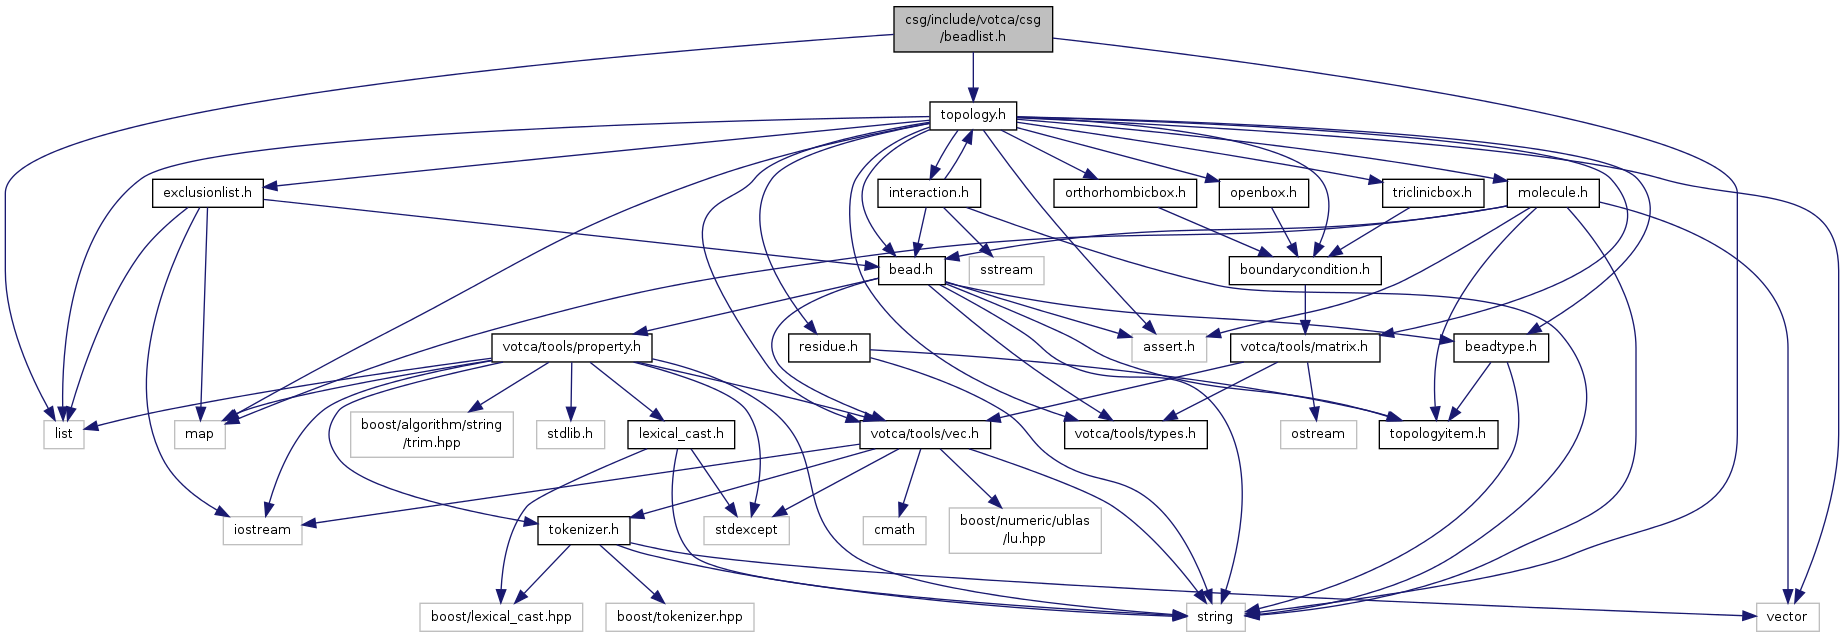 csg/include/votca/csg
/beadlist.h
topology.h
exclusionlist.h
interaction.h
orthorhombicbox.h
openbox.h
triclinicbox.h
molecule.h
bead.h
sstream
boundarycondition.h
votca/tools/property.h
residue.h
assert.h
votca/tools/matrix.h
beadtype.h
list
map
boost/algorithm/string
/trim.hpp
stdlib.h
lexical_cast.h
votca/tools/vec.h
votca/tools/types.h
ostream
topologyitem.h
iostream
tokenizer.h
stdexcept
cmath
boost/numeric/ublas
/lu.hpp
boost/lexical_cast.hpp
boost/tokenizer.hpp
string
vector